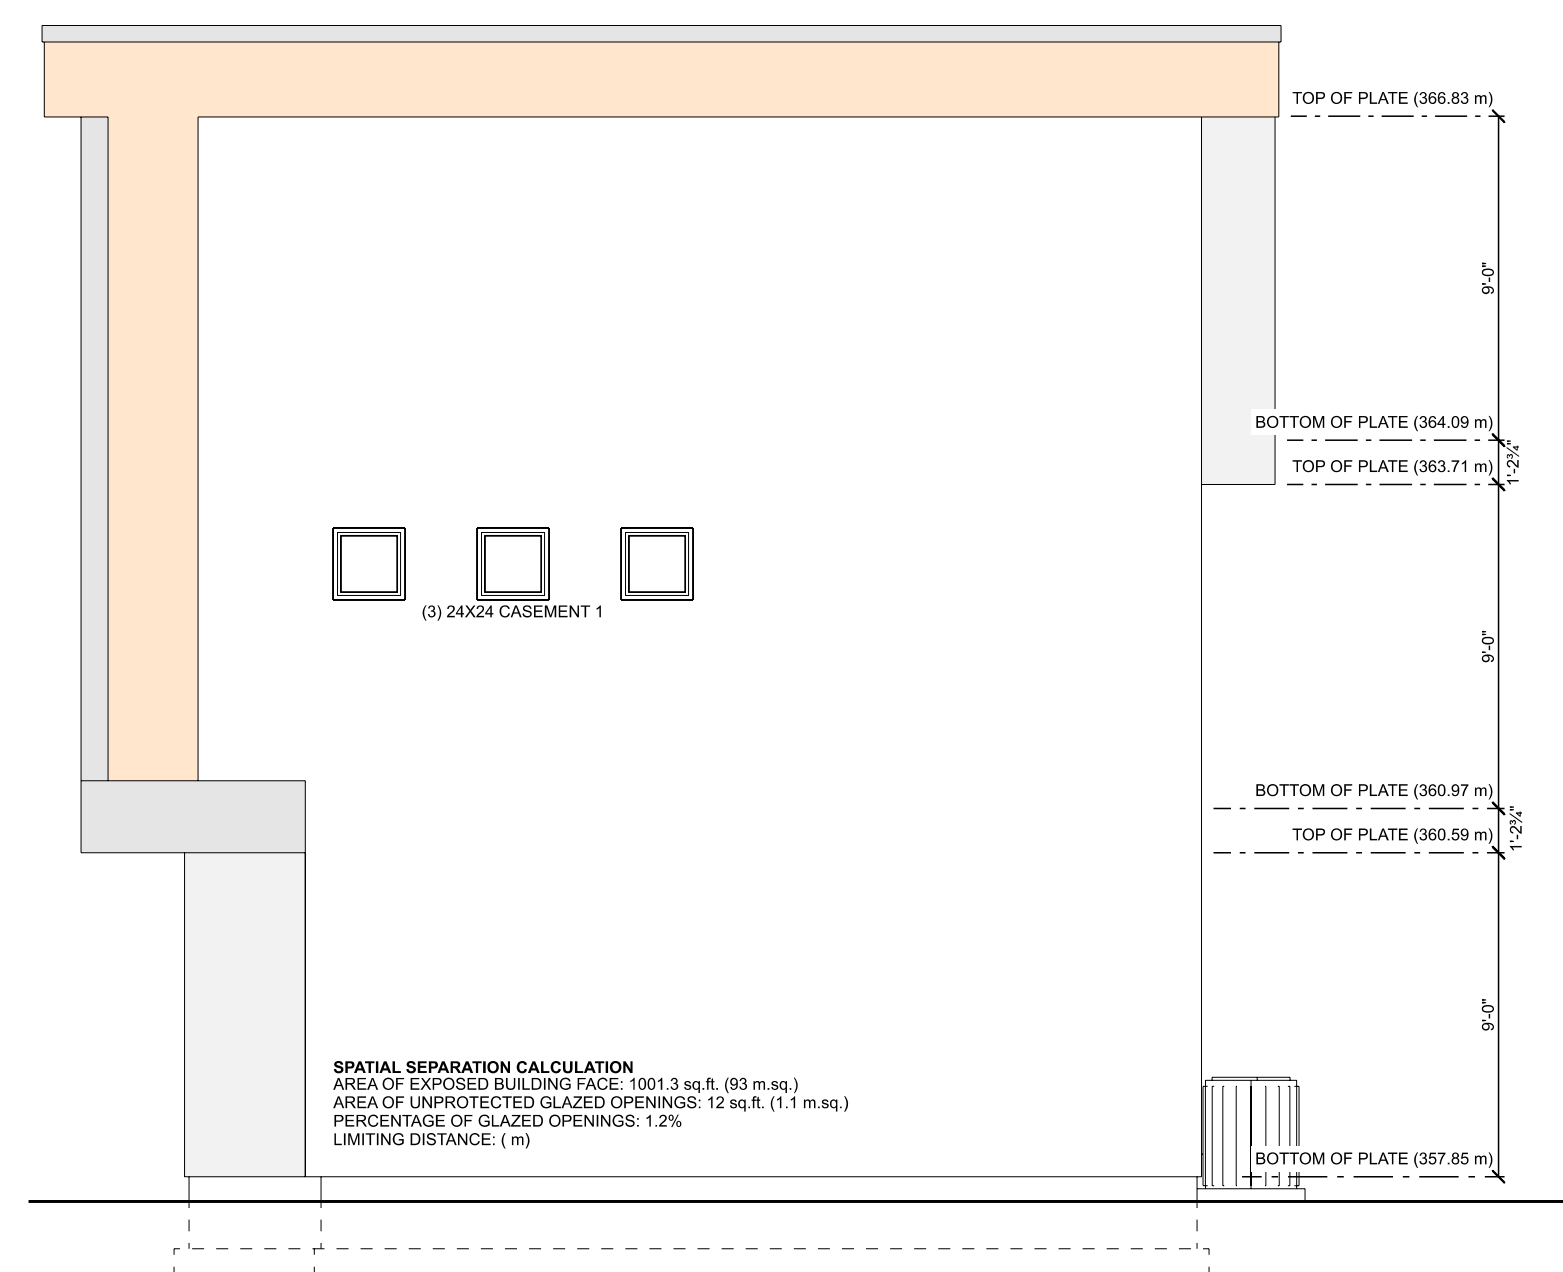 TOP OF PLATE (366.83 m)
9'-0"
BOTTOM OF PLATE (364.09 m)
1'-2¾"
TOP OF PLATE (363.71 m)
(3) 24X24 CASEMENT 1
9'-0"
BOTTOM OF PLATE (360.97 m)
1'-2¾"
TOP OF PLATE (360.59 m)
9'-0"
SPATIAL SEPARATION CALCULATION
AREA OF EXPOSED BUILDING FACE: 1001.3 sq.ft. (93 m.sq.)
AREA OF UNPROTECTED GLAZED OPENINGS: 12 sq.ft. (1.1 m.sq.)
PERCENTAGE OF GLAZED OPENINGS: 1.2%
LIMITING DISTANCE: ( m)
BOTTOM OF PLATE (357.85 m)